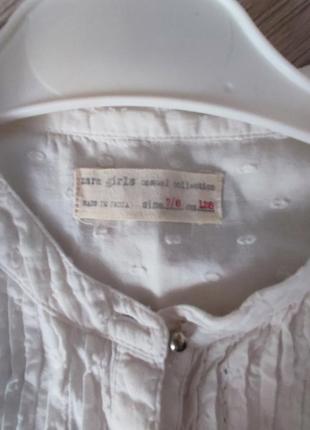 zara girls casual collection
MADE IN INDIA size 7/8 cm 128